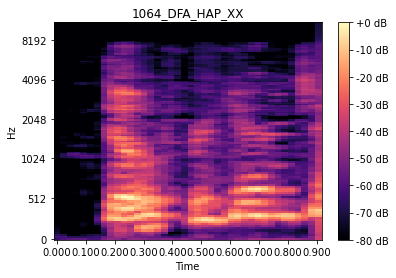 1064_DFA_HAP_XX
+0 dB
8192
-10 dB
4096
-20 dB
-30 dB
2048
Hz
-40 dB
1024
-50 dB
512
-60 dB
-70 dB
0
-80 dB
0.000 0.100 0.200 0.300 0.400 0.500 0.600 0.700 0.800 0.900
Time